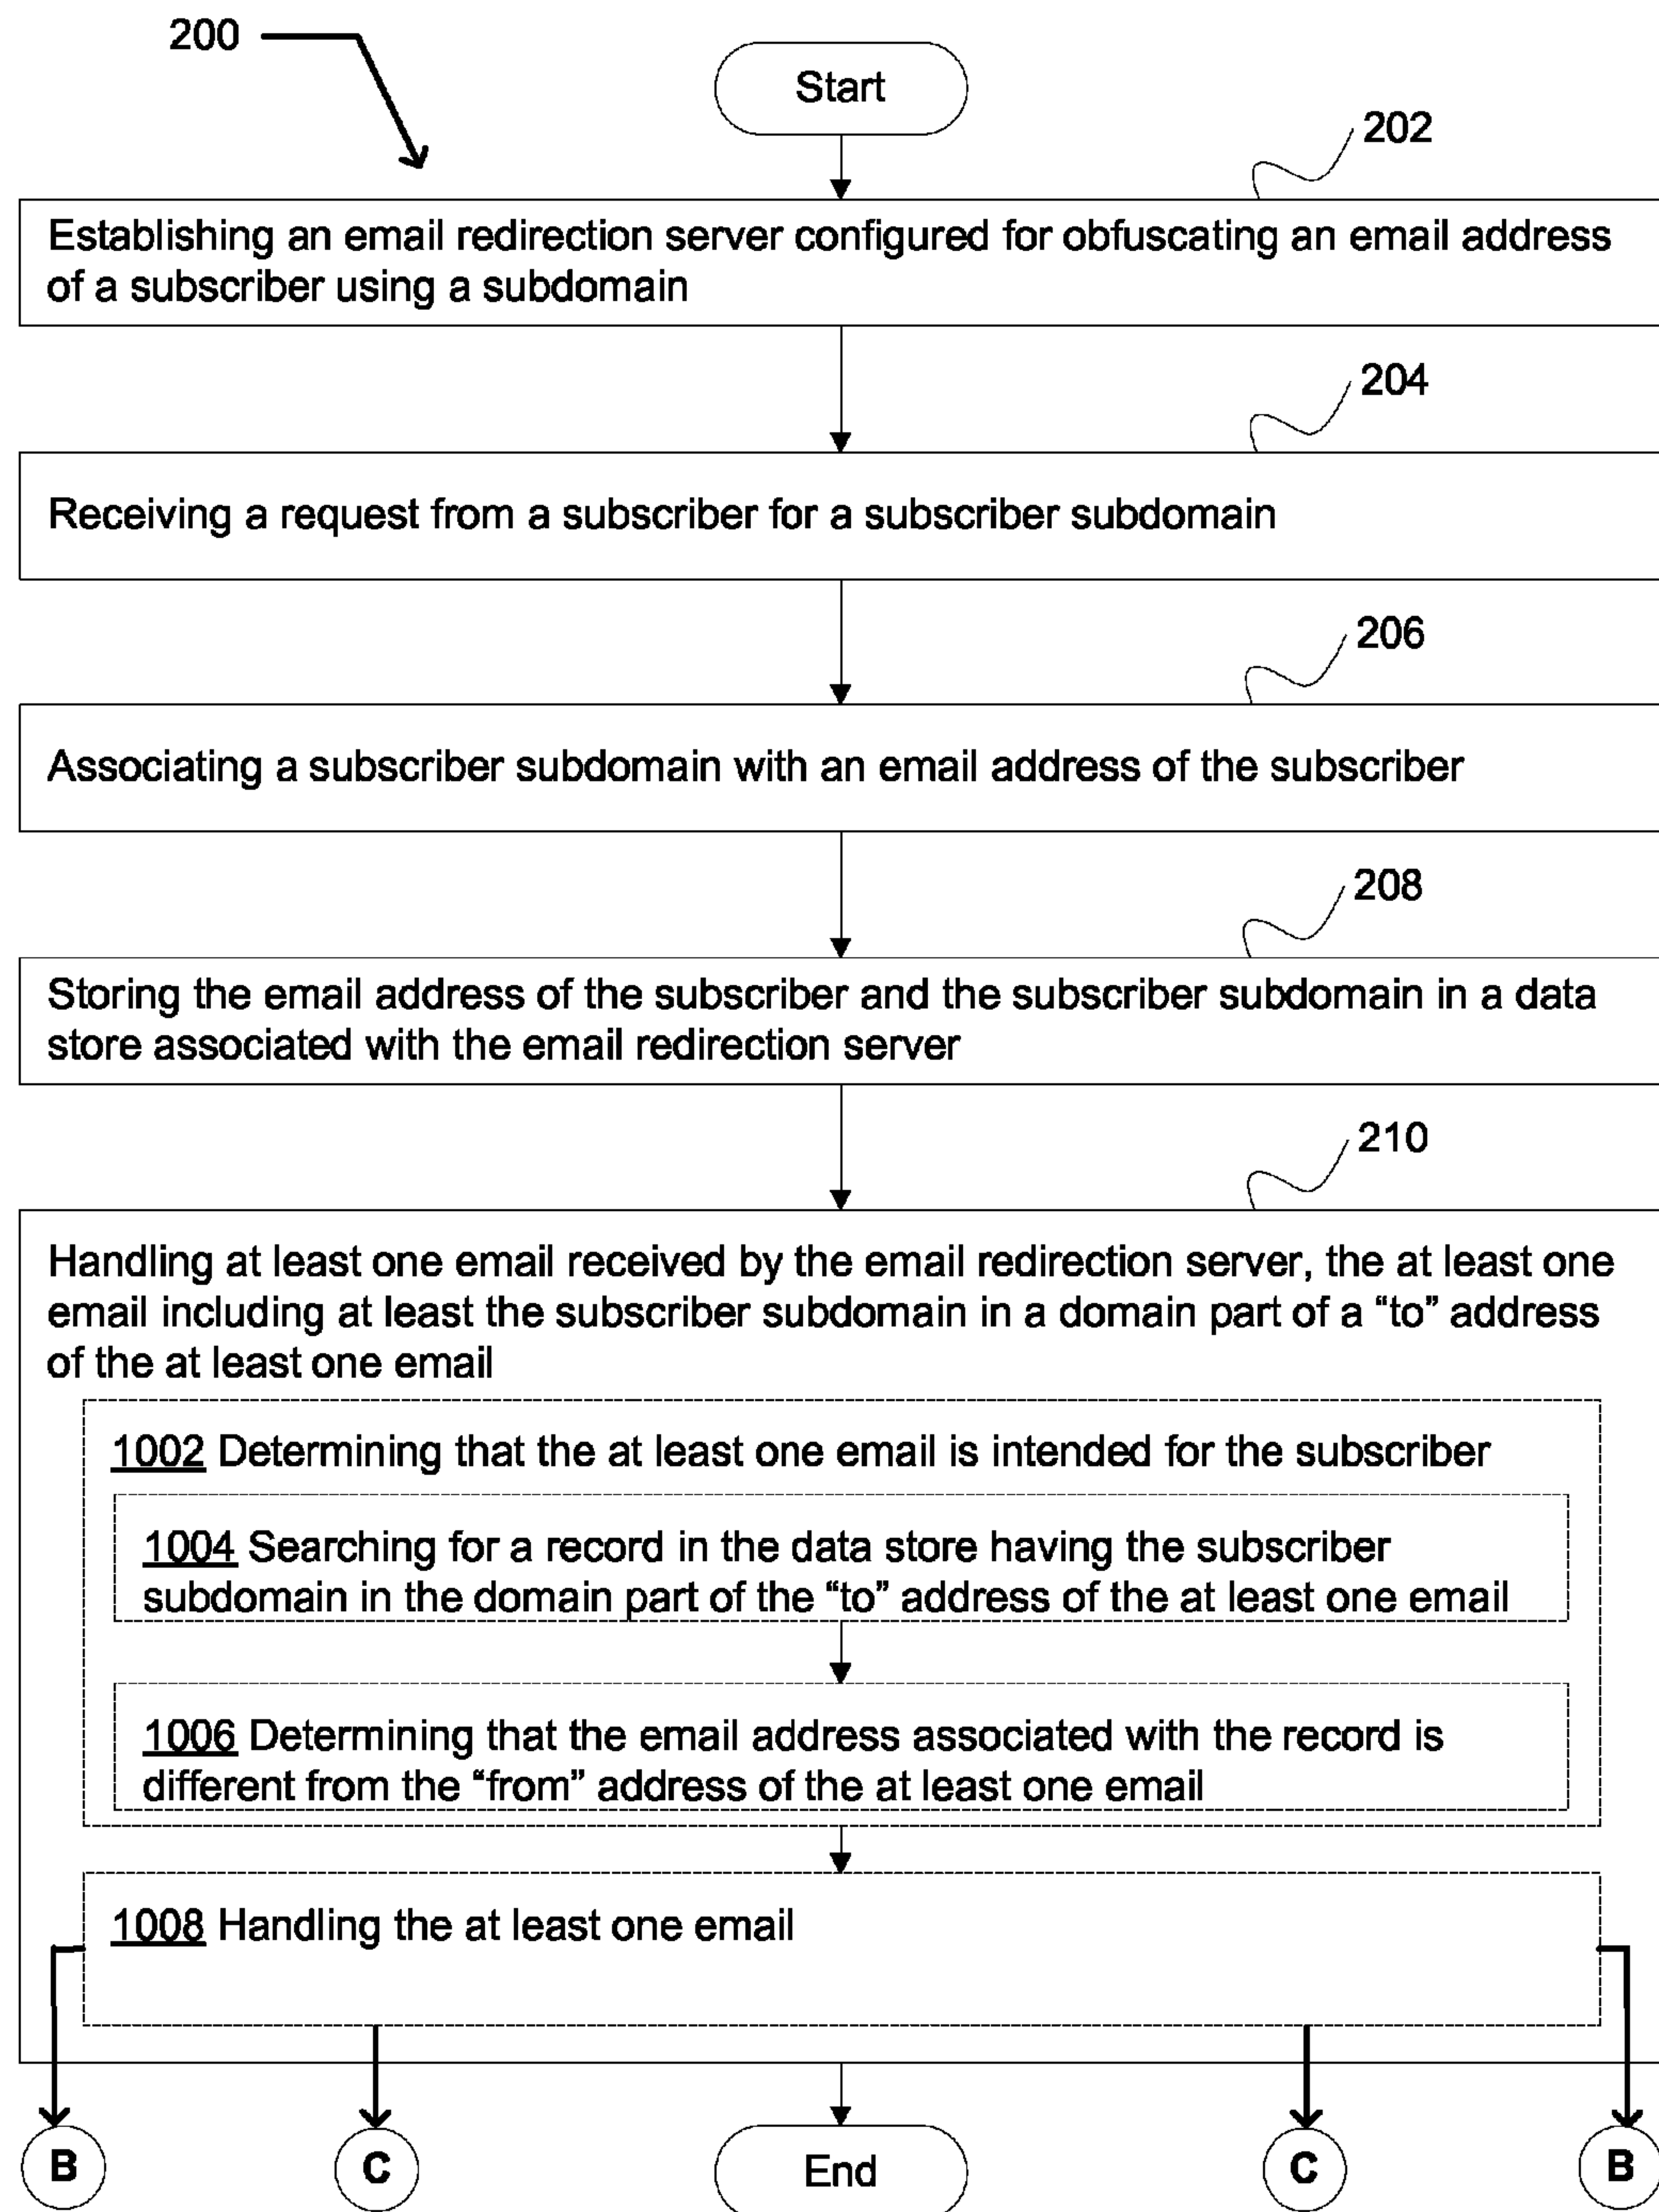 200
Start
202
Establishing an email redirection server configured for obfuscating an email address
of a subscriber using a subdomain
204
Receiving a request from a subscriber for a subscriber subdomain
206
Associating a subscriber subdomain with an email address of the subscriber
208
Storing the email address of the subscriber and the subscriber subdomain in a data
store associated with the email redirection server
210
Handling at least one email received by the email redirection server, the at least one
email including at least the subscriber subdomain in a domain part of a “to” address
of the at least one email
1002 Determining that the at least one email is intended for the subscriber
1004 Searching for a record in the data store having the subscriber
subdomain in the domain part of the “to” address of the at least one email
1006 Determining that the email address associated with the record is
different from the “from” address of the at least one email
1008 Handling the at least one email
B
C
End
C
B